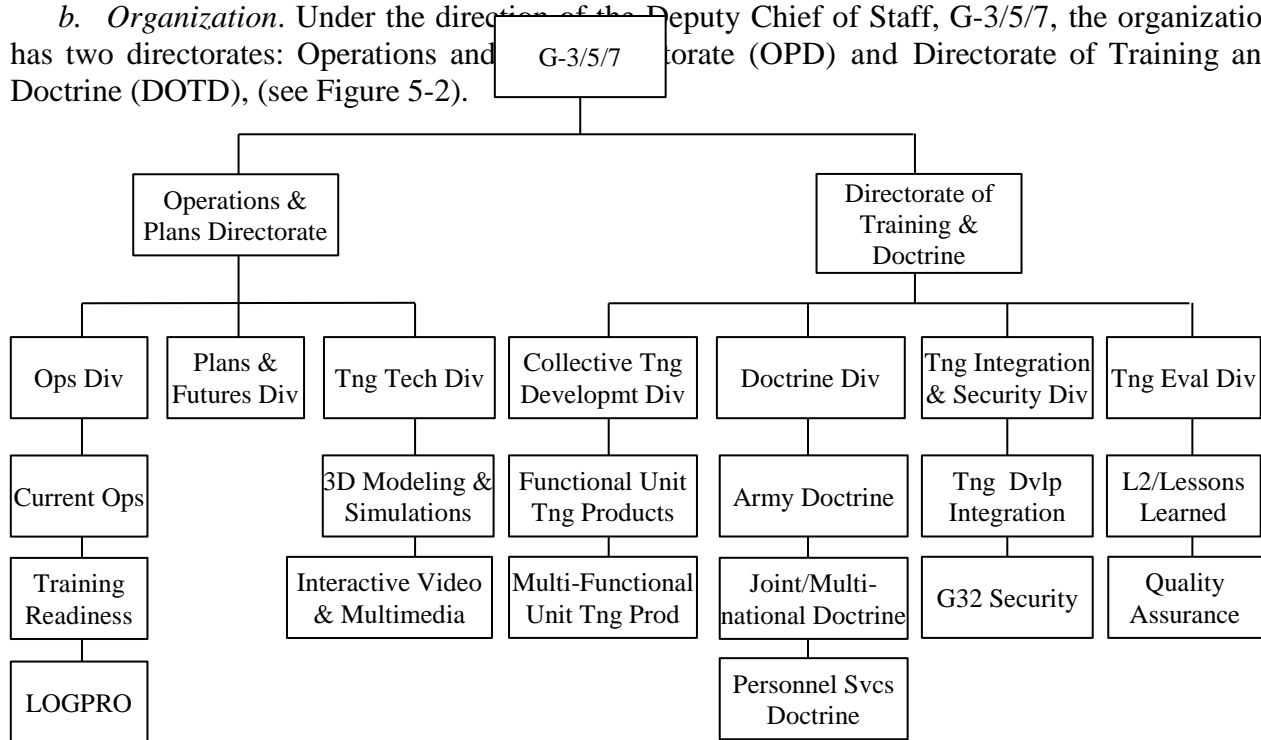 b. Organization. Under the direction of the Deputy Chief of Staff, G-3/5/7, the organizatio
has two directorates: Operations and torate (OPD) and Directorate of Training an
Doctrine (DOTD), (see Figure 5-2).
G-3/5/7
Operations &
Plans Directorate
Directorate of
Training &
Doctrine
Ops Div
Plans &
Futures Div
Tng Tech Div
Collective Tng
Developmt Div
Doctrine Div
Tng Integration
& Security Div
Tng Eval Div
Current Ops
3D Modeling &
Simulations
Functional Unit
Tng Products
Army Doctrine
Tng Dvlp
Integration
L2/Lessons
Learned
Training
Readiness
Interactive Video
& Multimedia
Multi-Functional
Unit Tng Prod
Joint/Multi-
national Doctrine
G32 Security
Quality
Assurance
LOGPRO
Personnel Svcs
Doctrine